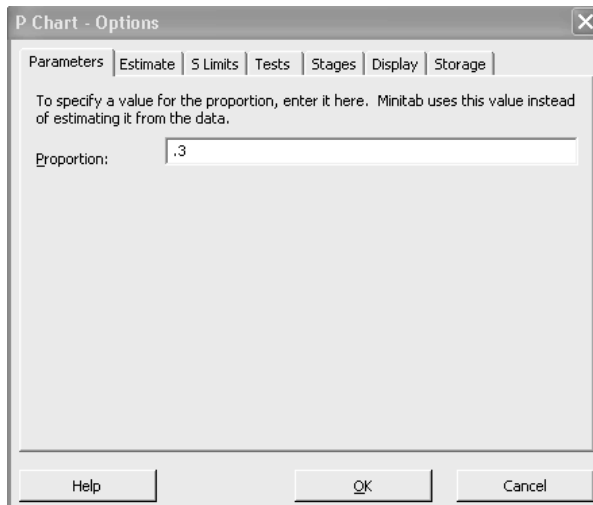 P Chart - Options
Parameters Estimate S Limits Tests Stages Display Storage
To specify a value for the proportion, enter it here. Minitab uses this value instead
of estimating it from the data.
Proportion: .3
Help OK Cancel